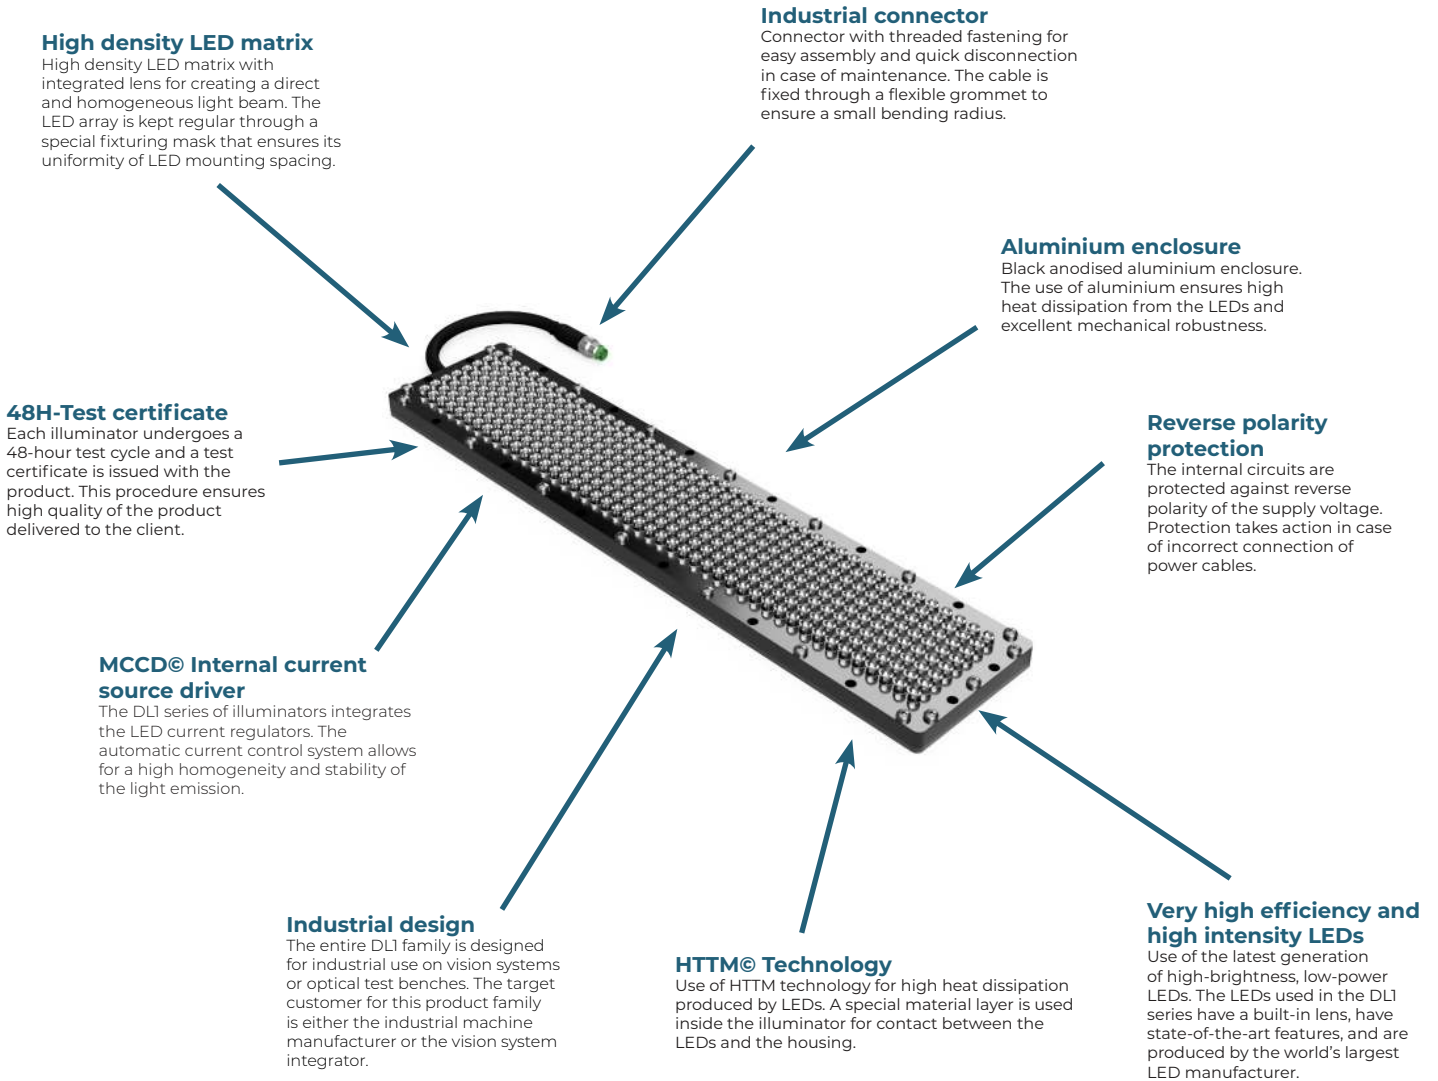 High density LED matrix
High density LED matrix with
integrated lens for creating a direct
and homogeneous light beam. The
LED array is kept regular through a
special fixturing mask that ensures its
uniformity of LED mounting spacing.
Industrial connector
Connector with threaded fastening for
easy assembly and quick disconnection
in case of maintenance. The cable is
fixed through a flexible grommet to
ensure a small bending radius.
Aluminium enclosure
Black anodised aluminium enclosure.
The use of aluminium ensures high
heat dissipation from the LEDs and
excellent mechanical robustness.
48H-Test certificate
Each illuminator undergoes a
48-hour test cycle and a test
certificate is issued with the
product. This procedure ensures
high quality of the product
delivered to the client.
Reverse polarity
protection
The internal circuits are
protected against reverse
polarity of the supply voltage.
Protection takes action in case
of incorrect connection of
power cables.
MCCD© Internal current
source driver
The DL1 series of illuminators integrates
the LED current regulators. The
automatic current control system allows
for a high homogeneity and stability of
the light emission.
Industrial design
The entire DL1 family is designed
for industrial use on vision systems
or optical test benches. The target
customer for this product family
is either the industrial machine
manufacturer or the vision system
integrator.
HTTM© Technology
Use of HTTM technology for high heat dissipation
produced by LEDs. A special material layer is used
inside the illuminator for contact between the
LEDs and the housing.
Very high efficiency and
high intensity LEDs
Use of the latest generation
of high-brightness, low-power
LEDs. The LEDs used in the DL1
series have a built-in lens, have
state-of-the-art features, and are
produced by the world's largest
LED manufacturer.